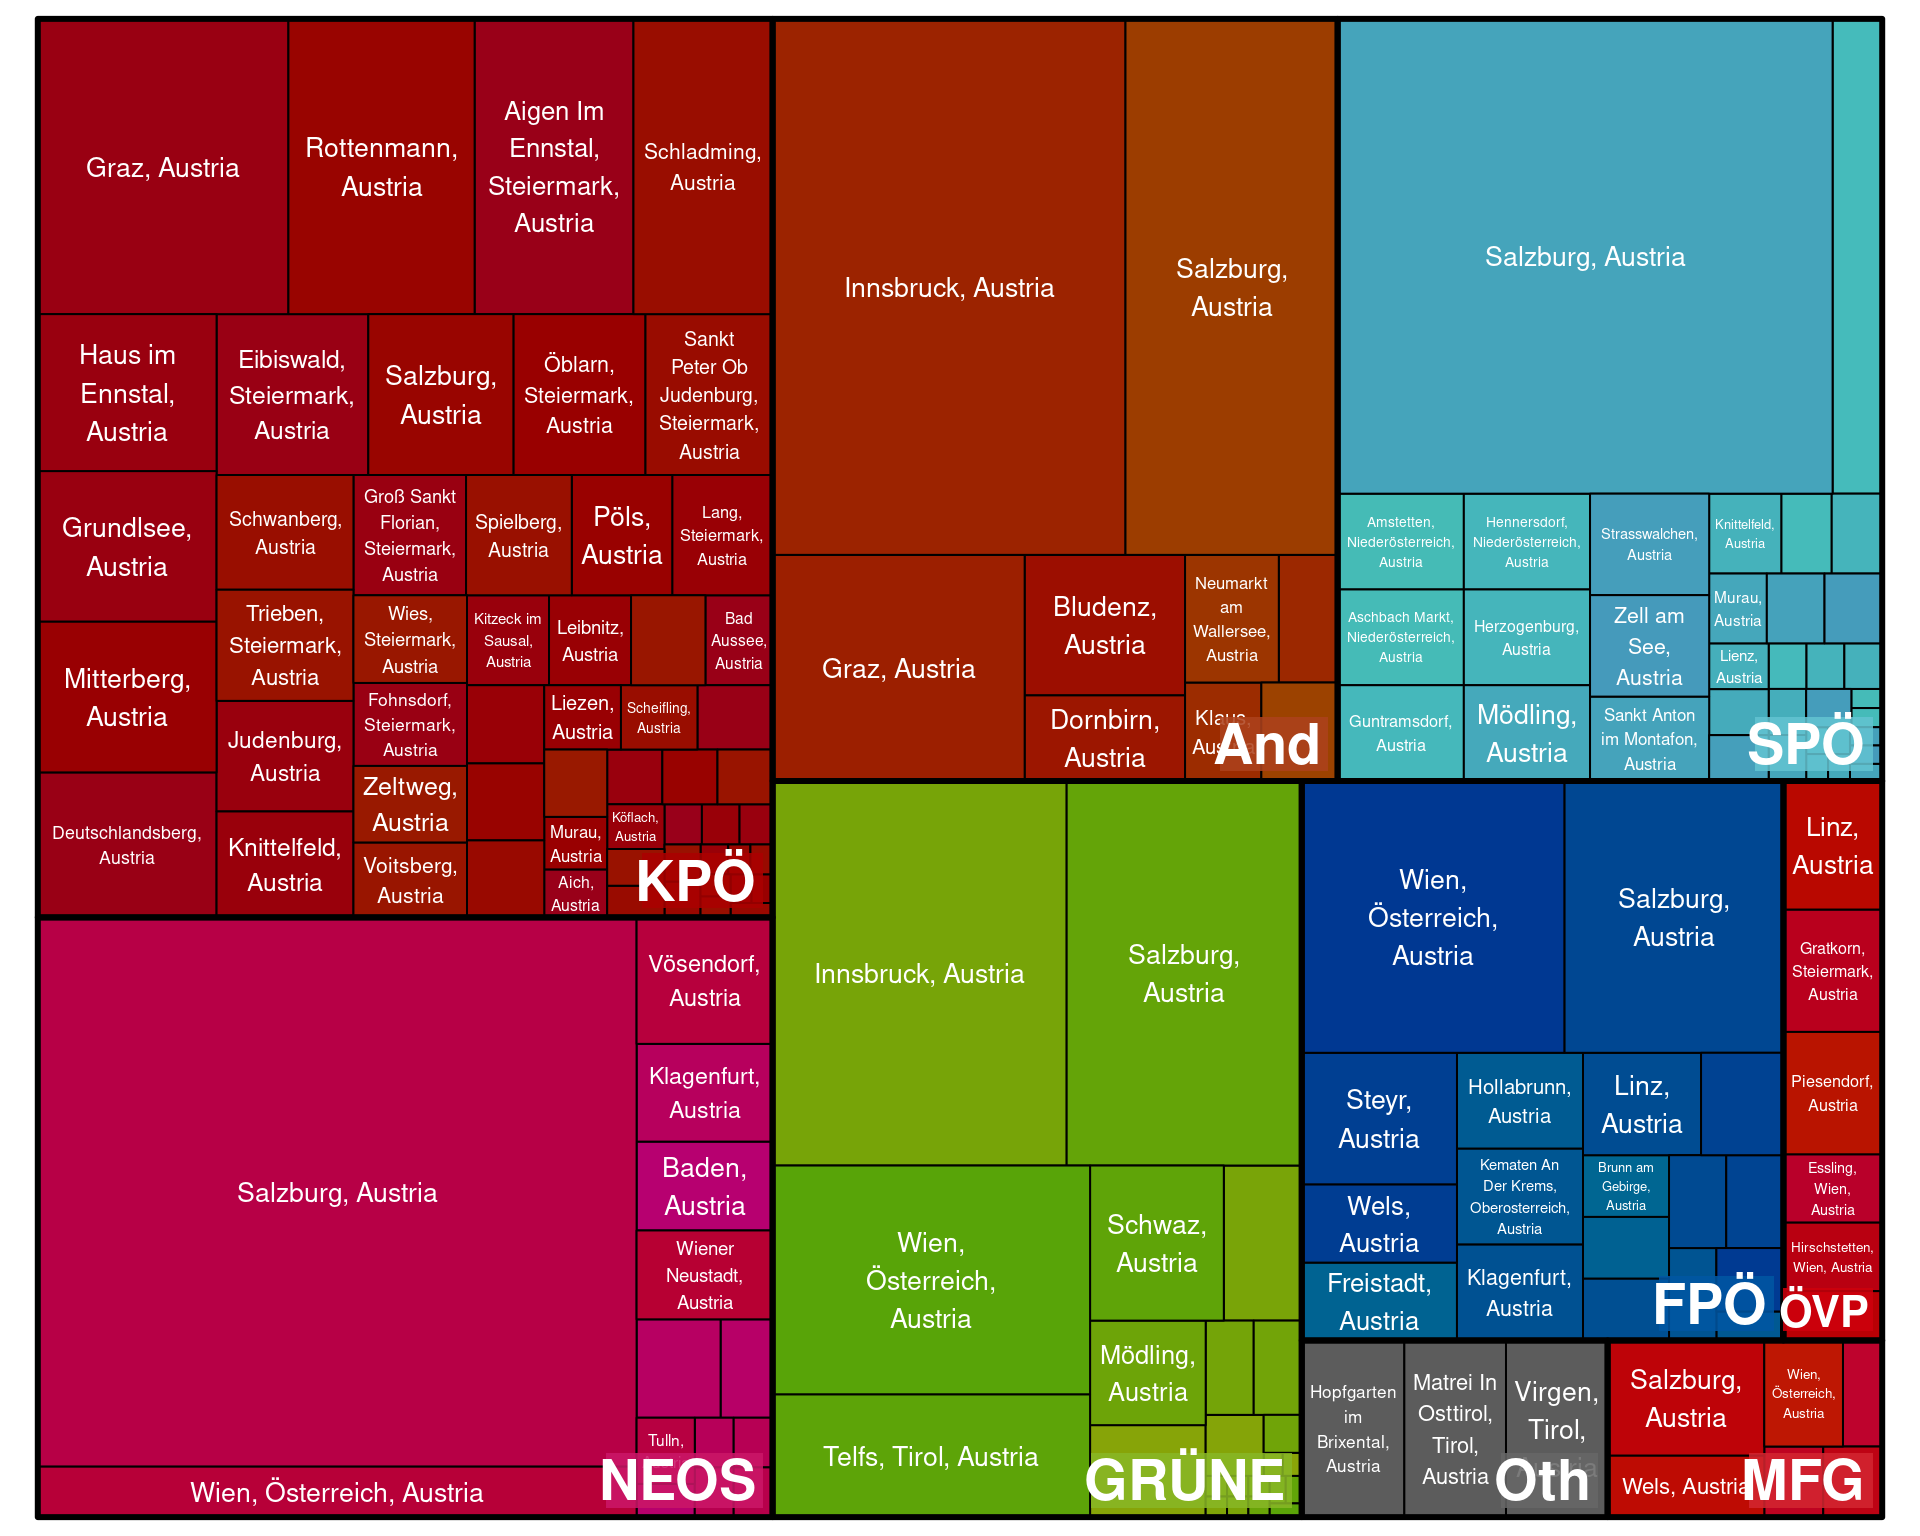 Graz, Austria
Rottenmann,
Austria
Aigen Im
Ennstal,
Steiermark,
Austria
Schladming,
Austria
Haus im
Ennstal,
Austria
Eibiswald,
Steiermark,
Austria
Salzburg,
Austria
Öblarn,
Steiermark,
Austria
Sankt
Peter Ob
Judenburg,
Steiermark,
Austria
Grundlsee,
Austria
Schwanberg,
Austria
Groß Sankt
Florian,
Steiermark,
Austria
Spielberg,
Austria
Pöls,
Austria
Lang,
Steiermark,
Austria
Mitterberg,
Austria
Trieben,
Steiermark,
Austria
Wies,
Steiermark,
Austria
Kitzeck im
Sausal,
Austria
Leibnitz,
Austria
Bad
Aussee,
Austria
Deutschlandsberg,
Austria
Judenburg,
Austria
Fohnsdorf,
Steiermark,
Austria
Liezen,
Austria
Scheifling,
Austria
Knittelfeld,
Austria
Zeltweg,
Austria
Voitsberg,
Austria
Murau,
Austria
Köflach,
Austria
Aich,
Austria
KPÖ
Innsbruck, Austria
Salzburg,
Austria
Graz, Austria
Bludenz,
Austria
Dornbirn,
Austria
Neumarkt
am
Wallersee,
Austria
Klaus,
Austria
And
Salzburg, Austria
Amstetten,
Niederösterreich,
Austria
Hennersdorf,
Niederösterreich,
Austria
Strasswalchen,
Austria
Knittelfeld,
Austria
Aschbach Markt,
Niederösterreich,
Austria
Herzogenburg,
Austria
Zell am
See,
Austria
Murau,
Austria
Lienz,
Austria
Guntramsdorf,
Austria
Mödling,
Austria
Sankt Anton
im Montafon,
Austria
SPÖ
Salzburg, Austria
Vösendorf,
Austria
Klagenfurt,
Austria
Baden,
Austria
Wiener
Neustadt,
Austria
Tulln,
Wien, Österreich, Austria
NEOS
Innsbruck, Austria
Salzburg,
Austria
Wien,
Österreich,
Austria
Schwaz,
Austria
Mödling,
Austria
Telfs, Tirol, Austria
GRÜNE
Wien,
Österreich,
Austria
Salzburg,
Austria
Steyr,
Austria
Hollabrunn,
Austria
Linz,
Austria
Wels,
Austria
Kematen An
Der Krems,
Oberosterreich,
Austria
Brunn am
Gebirge,
Austria
Freistadt,
Austria
Klagenfurt,
Austria
FPÖ
Linz,
Austria
Gratkorn,
Steiermark,
Austria
Piesendorf,
Austria
Essling,
Wien,
Austria
Hirschstetten,
Wien, Austria
ÖVP
Hopfgarten
im
Brixental,
Austria
Matrei In
Osttirol,
Tirol,
Austria
Virgen,
Tirol,
Austria
Oth
Salzburg,
Austria
Wien,
Österreich,
Austria
Wels, Austria
MFG